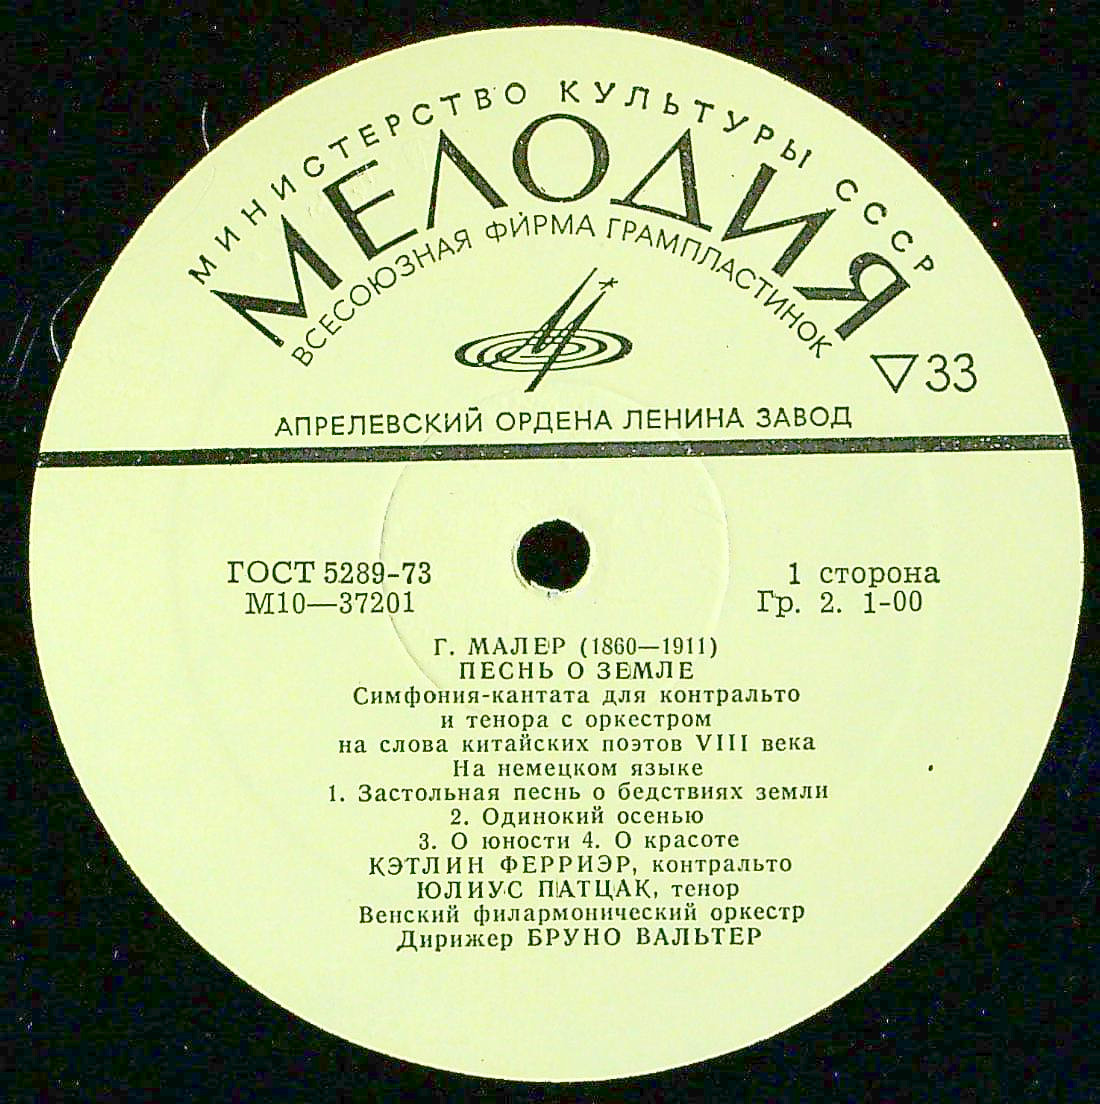 МИНИСТЕРСТВО КУЛЬТУРЫ СССР
МЕЛОДИЯ
ВСЕСОЮЗНАЯ ФИРМА ГРАМПЛАСТИНОК
33
АПРЕЛЕВСКИЙ ОРДЕНА ЛЕНИНА ЗАВОД
ГОСТ 5289-73
М10—37201
1 сторона
Гр. 2. 1-00
Г. МАЛЕР (1860—1911)
ПЕСНЬ О ЗЕМЛЕ
Симфония-кантата для контральто
и тенора с оркестром
на слова китайских поэтов VIII века
На немецком языке
1. Застольная песнь о бедствиях земли
2. Одинокий осенью
3. О юности 4. О красоте
КЭТЛИН ФЕРРИЭР, контральто
ЮЛИУС ПАТЦАК, тенор
Венский филармонический оркестр
Дирижер БРУНО ВАЛЬТЕР